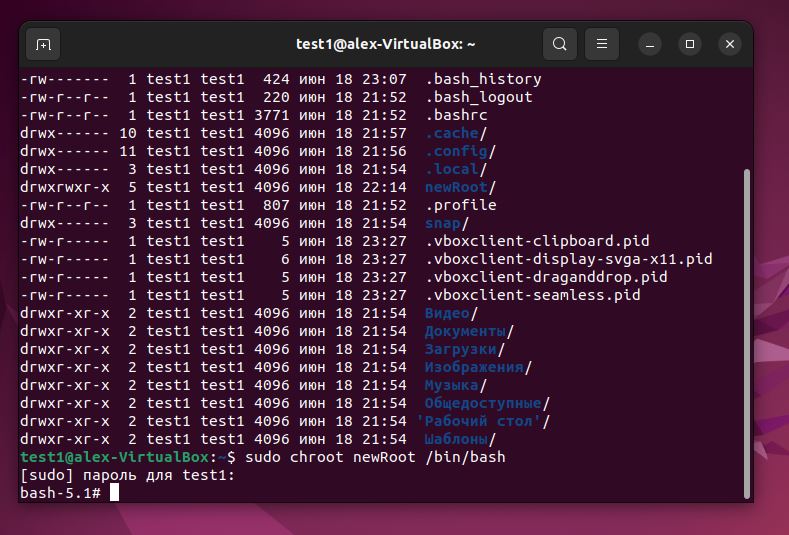 test1@alex-VirtualBox: ~
-rw-------  1 test1 test1  424 июн 18 23:07  .bash_history
-rw-r--r--  1 test1 test1  220 июн 18 21:52  .bash_logout
-rw-r--r--  1 test1 test1 3771 июн 18 21:52  .bashrc
drwx------ 10 test1 test1 4096 июн 18 21:57  .cache/
drwx------ 11 test1 test1 4096 июн 18 21:56  .config/
drwx------  3 test1 test1 4096 июн 18 21:54  .local/
drwxrwxr-x  5 test1 test1 4096 июн 18 22:14  newRoot/
-rw-r--r--  1 test1 test1  807 июн 18 21:52  .profile
drwx------  3 test1 test1 4096 июн 18 21:54  snap/
-rw-r-----  1 test1 test1    5 июн 18 23:27  .vboxclient-clipboard.pid
-rw-r-----  1 test1 test1    6 июн 18 23:27  .vboxclient-display-svga-x11.pid
-rw-r-----  1 test1 test1    5 июн 18 23:27  .vboxclient-draganddrop.pid
-rw-r-----  1 test1 test1    5 июн 18 23:27  .vboxclient-seamless.pid
drwxr-xr-x  2 test1 test1 4096 июн 18 21:54  Видео/
drwxr-xr-x  2 test1 test1 4096 июн 18 21:54  Документы/
drwxr-xr-x  2 test1 test1 4096 июн 18 21:54  Загрузки/
drwxr-xr-x  2 test1 test1 4096 июн 18 21:54  Изображения/
drwxr-xr-x  2 test1 test1 4096 июн 18 21:54  Музыка/
drwxr-xr-x  2 test1 test1 4096 июн 18 21:54  Общедоступные/
drwxr-xr-x  2 test1 test1 4096 июн 18 21:54 'Рабочий стол'/
drwxr-xr-x  2 test1 test1 4096 июн 18 21:54  Шаблоны/
test1@alex-VirtualBox:~$ sudo chroot newRoot /bin/bash
[sudo] пароль для test1:
bash-5.1#